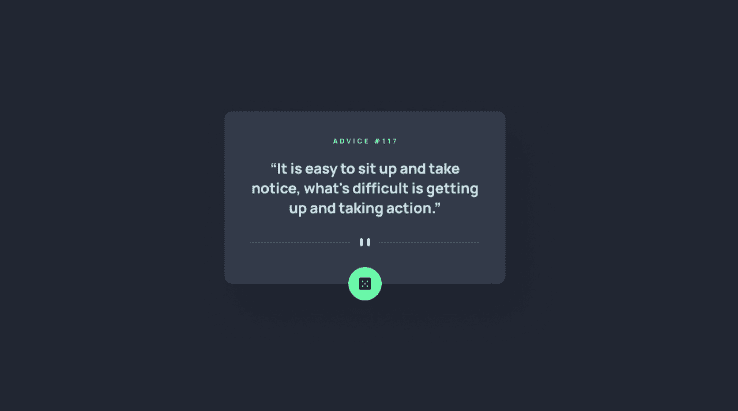 ADVICE #117
“It is easy to sit up and take
notice, what's difficult is getting
up and taking action.”